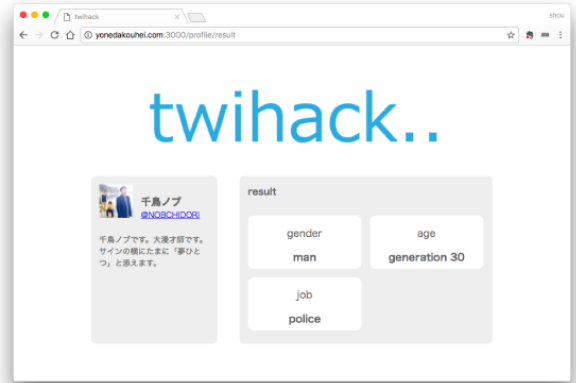 twihack
shou
yonedakouhei.com:3000/profile/result
twihack..
千鳥ノブ
@NOBCHIDORI
千鳥ノブです。大漫才師です。
サインの横にたまに「夢ひと
つ」と添えます。
result
gender
man
age
generation 30
job
police